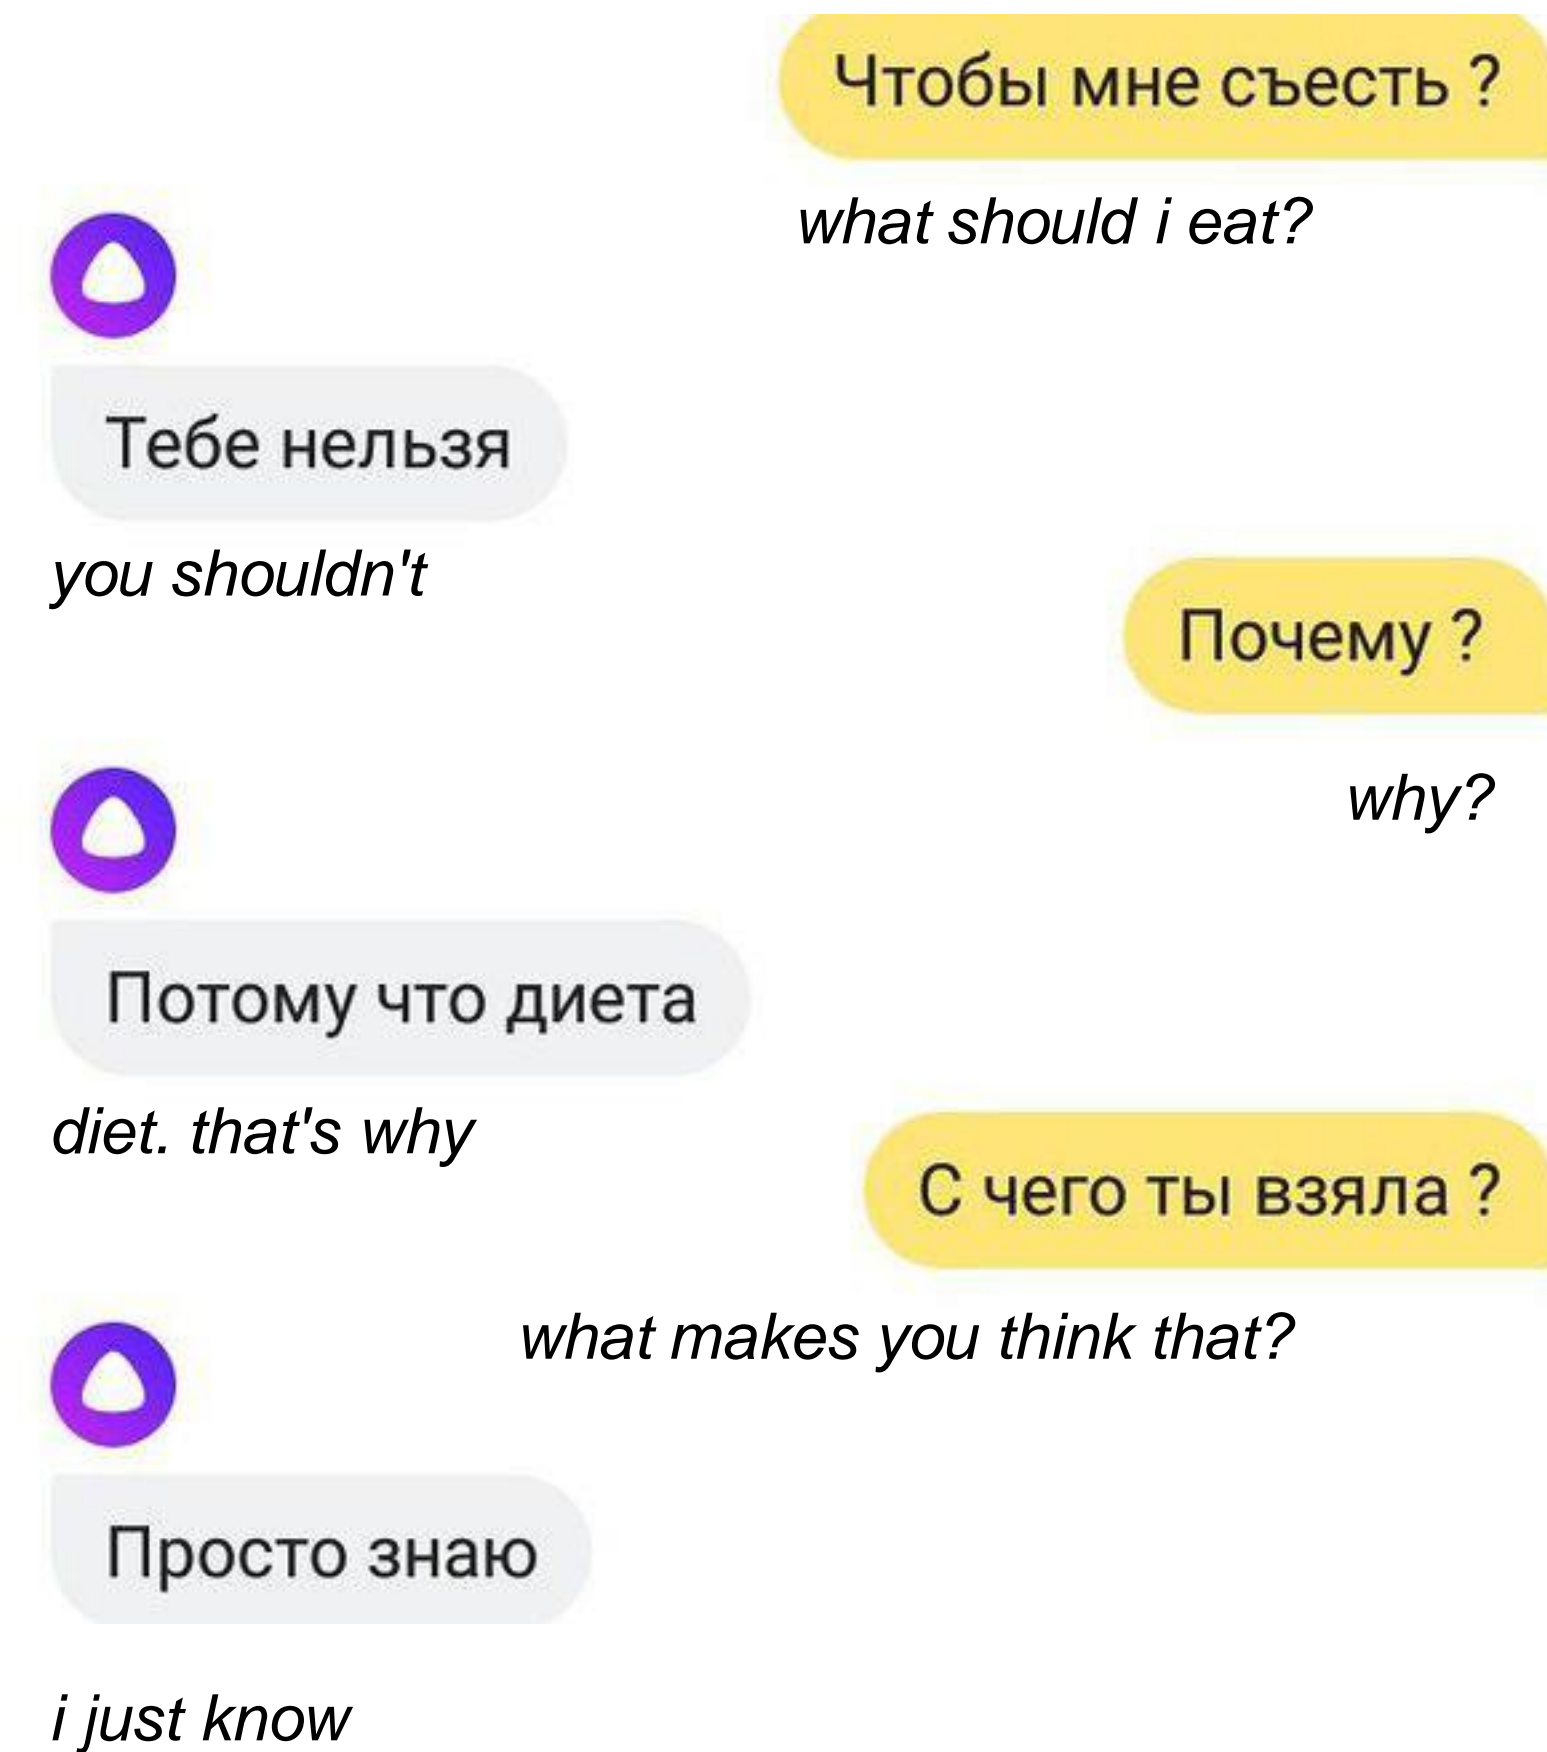 Чтобы мне съесть ?
what should i eat?
Тебе нельзя
you shouldn't
Почему ?
why?
Потому что диета
diet. that's why
С чего ты взяла ?
what makes you think that?
Просто знаю
i just know